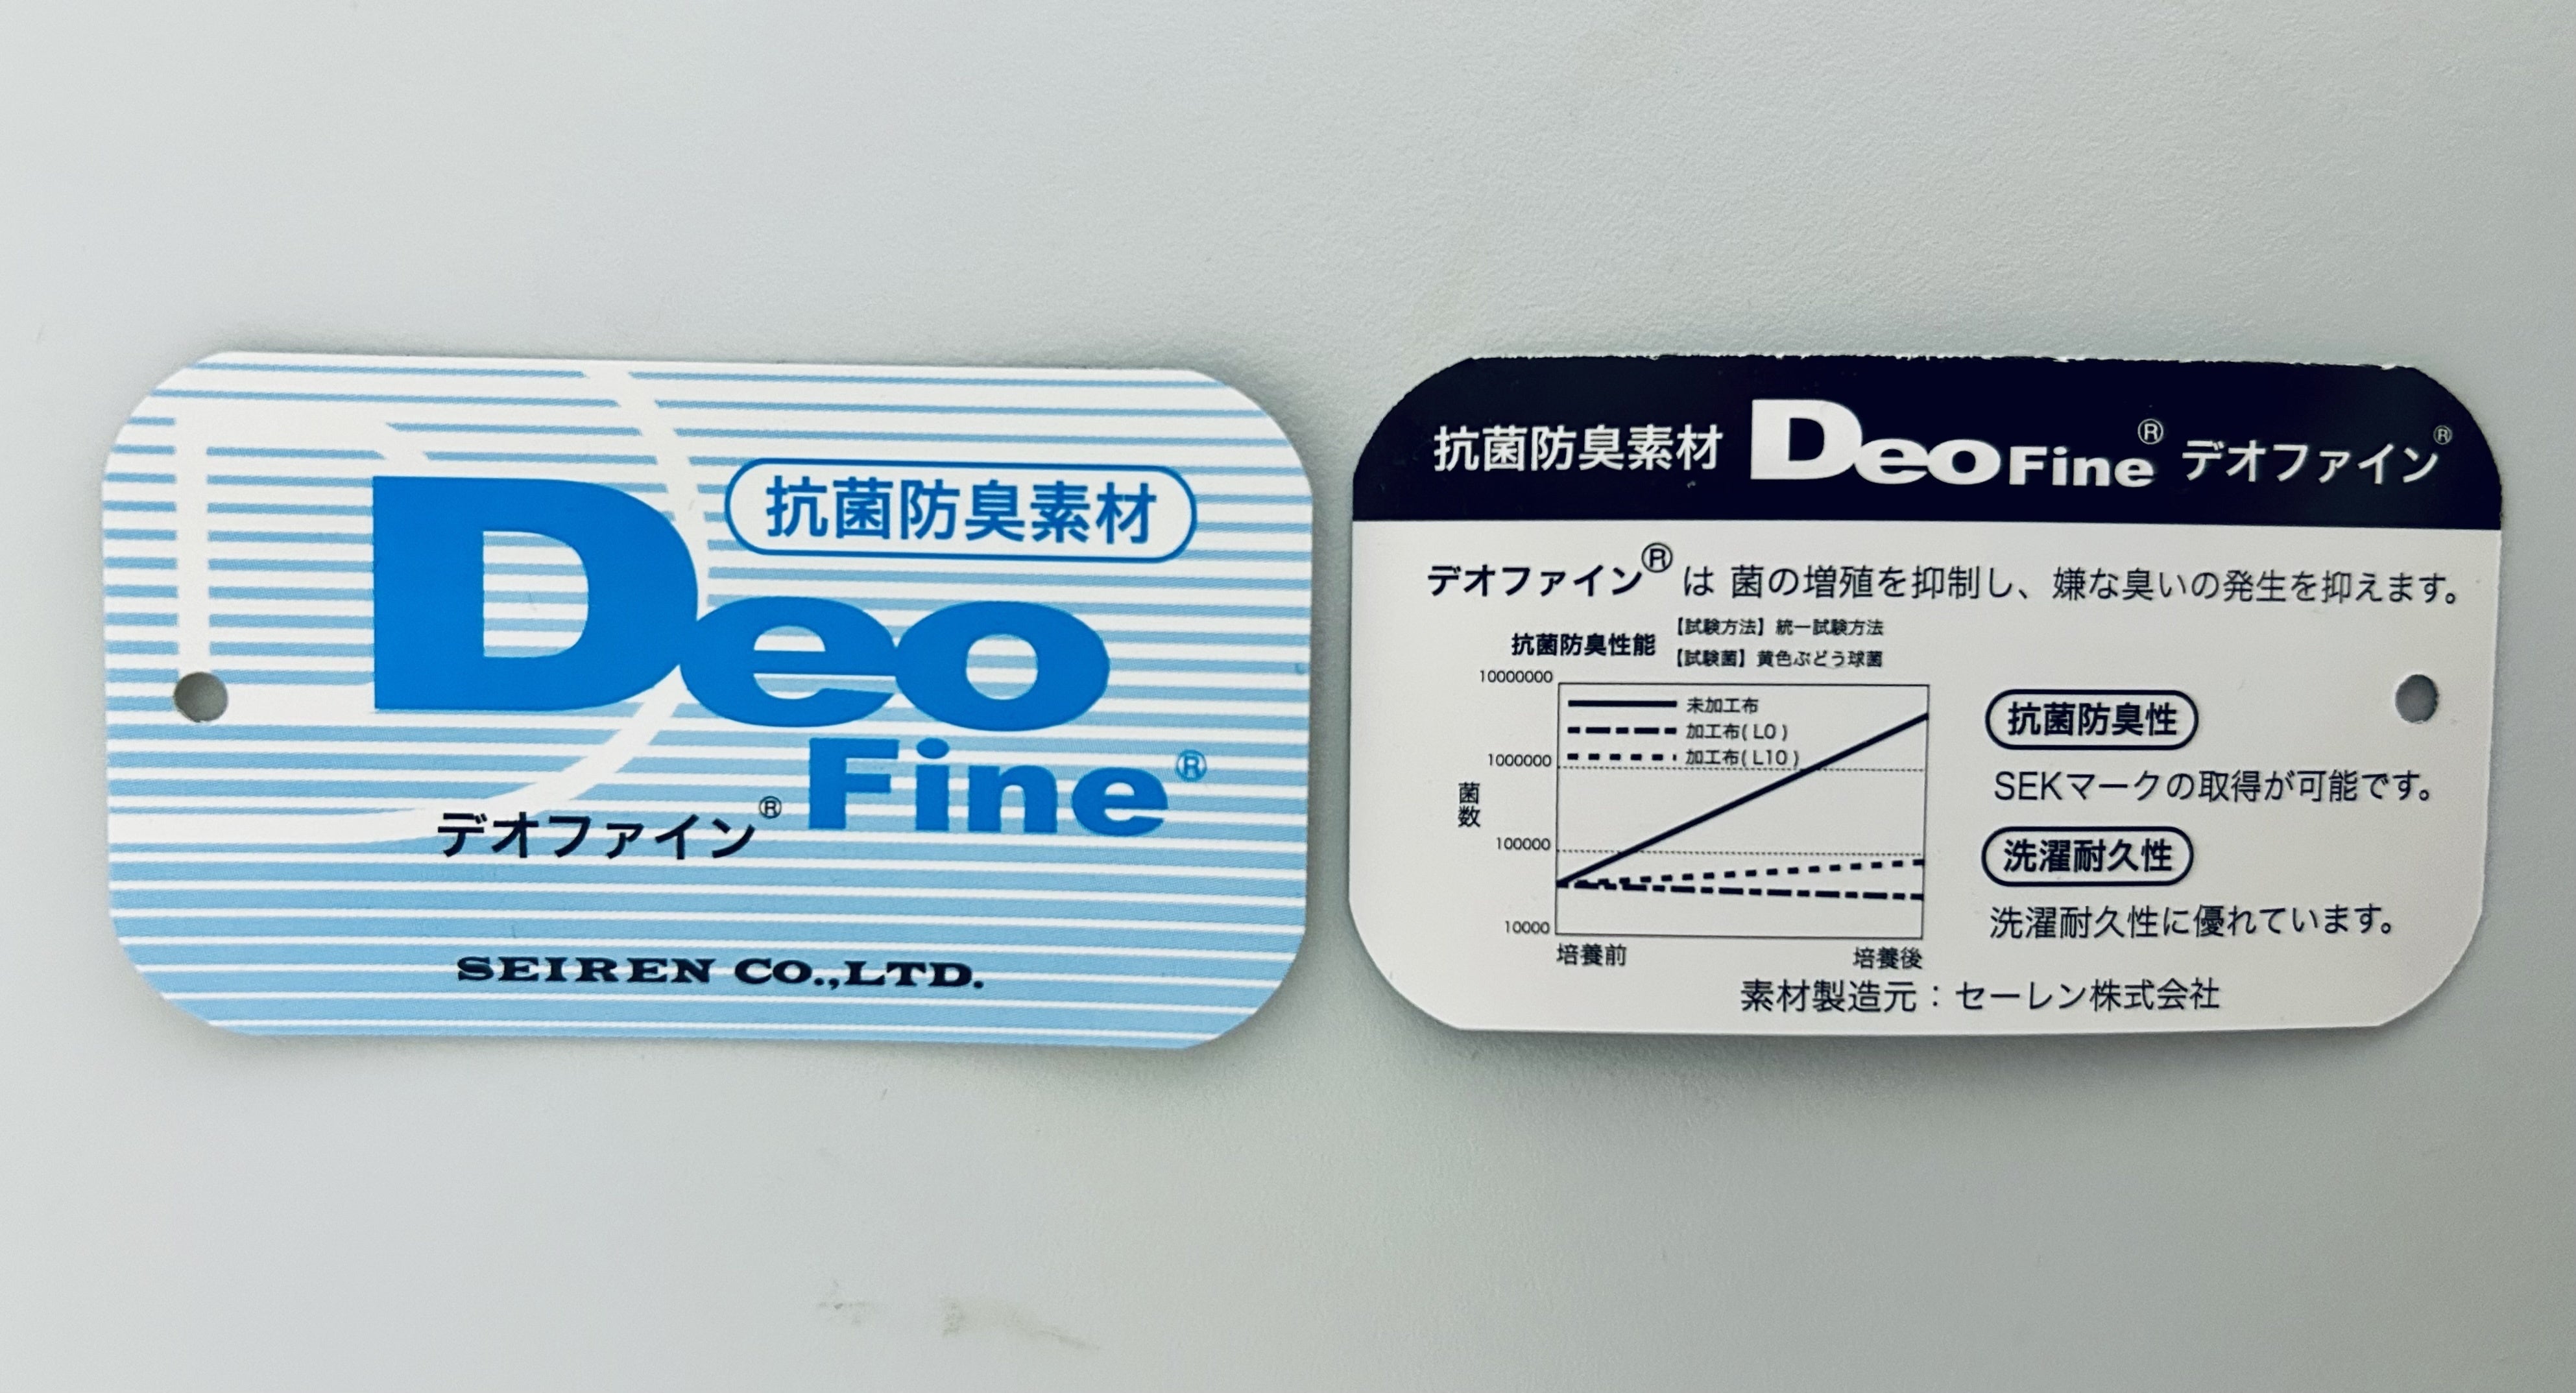 抗菌防臭素材
Deo
Fine®
デオファイン®
SEIREN CO.,LTD.
抗菌防臭素材 DeoFine® デオファイン®
デオファイン®は 菌の増殖を抑制し、嫌な臭いの発生を抑えます。
抗菌防臭性能
【試験方法】統一試験方法
【試験菌】黄色ぶどう球菌
10000000
1000000
100000
10000
菌数
未加工布
加工布(L0)
加工布(L10)
培養前
培養後
抗菌防臭性
SEKマークの取得が可能です。
洗濯耐久性
洗濯耐久性に優れています。
素材製造元：セーレン株式会社